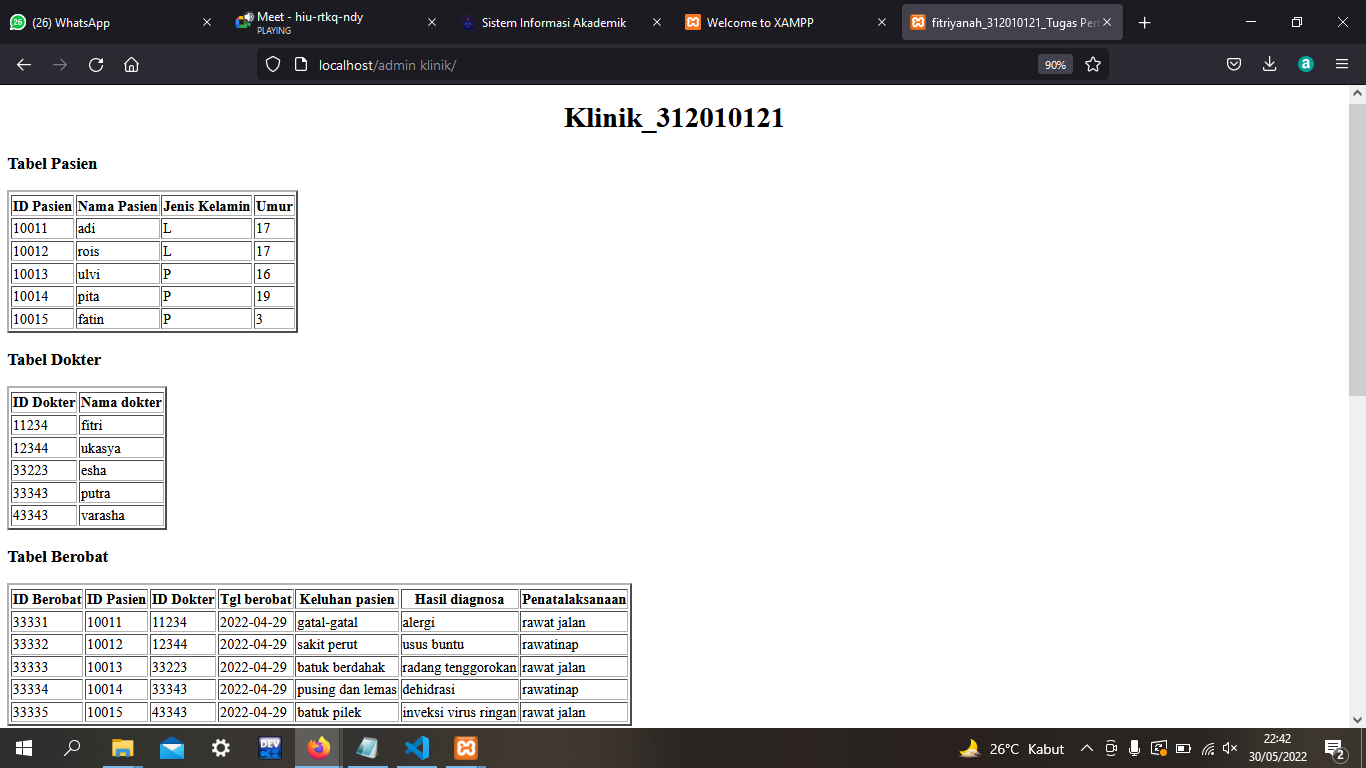 (26) WhatsApp
Meet - hiu-rtkq-ndy
PLAYING
Sistem Informasi Akademik
Welcome to XAMPP
fitriyanah_312010121_Tugas Per
localhost/admin klinik/
90%
Klinik_312010121
Tabel Pasien
ID Pasien Nama Pasien Jenis Kelamin Umur
10011 adi L 17
10012 rois L 17
10013 ulvi P 16
10014 pita P 19
10015 fatin P 3
Tabel Dokter
ID Dokter Nama dokter
11234 fitri
12344 ukasya
33223 esha
33343 putra
43343 varasha
Tabel Berobat
ID Berobat ID Pasien ID Dokter Tgl berobat Keluhan pasien Hasil diagnosa Penatalaksanaan
33331 10011 11234 2022-04-29 gatal-gatal alergi rawat jalan
33332 10012 12344 2022-04-29 sakit perut usus buntu rawatinap
33333 10013 33223 2022-04-29 batuk berdahak radang tenggorokan rawat jalan
33334 10014 33343 2022-04-29 pusing dan lemas dehidrasi rawatinap
33335 10015 43343 2022-04-29 batuk pilek inveksi virus ringan rawat jalan
DEV
26°C Kabut
22:42
30/05/2022
2